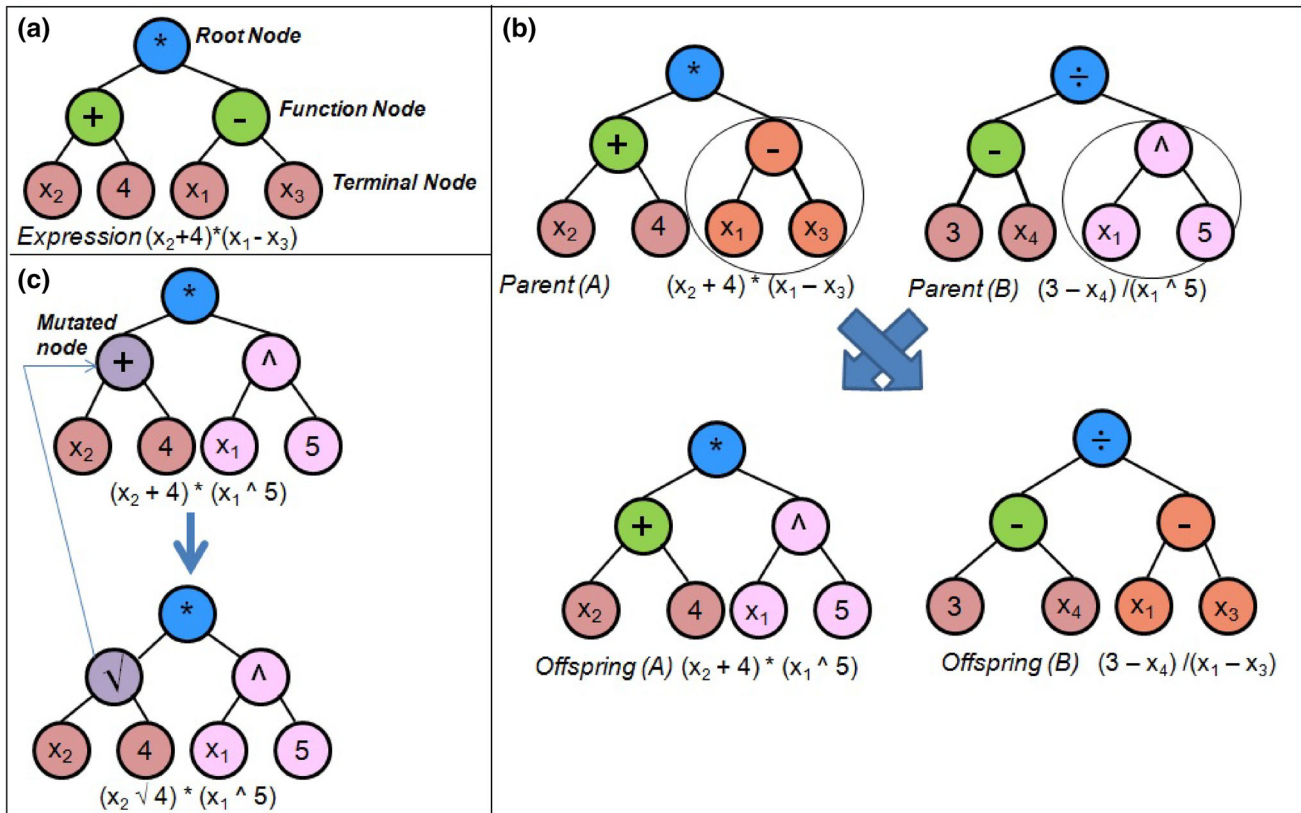 (a)
*
Root Node
+
-
Function Node
x₂
4
x₁
x₃
Terminal Node
Expression (x₂+4)*(x₁- x₃)
(b)
*
÷
+
-
-
^
x₂
4
x₁
x₃
3
x₄
x₁
5
Parent (A) (x₂ + 4) * (x₁ – x₃)
Parent (B) (3 – x₄) /(x₁ ^ 5)
*
÷
+
^
-
-
x₂
4
x₁
5
3
x₄
x₁
x₃
Offspring (A) (x₂ + 4) * (x₁ ^ 5)
Offspring (B) (3 – x₄) /(x₁ – x₃)
(c)
*
Mutated
node
+
^
x₂
4
x₁
5
(x₂ + 4) * (x₁ ^ 5)
*
√
^
x₂
4
x₁
5
(x₂ √ 4) * (x₁ ^ 5)